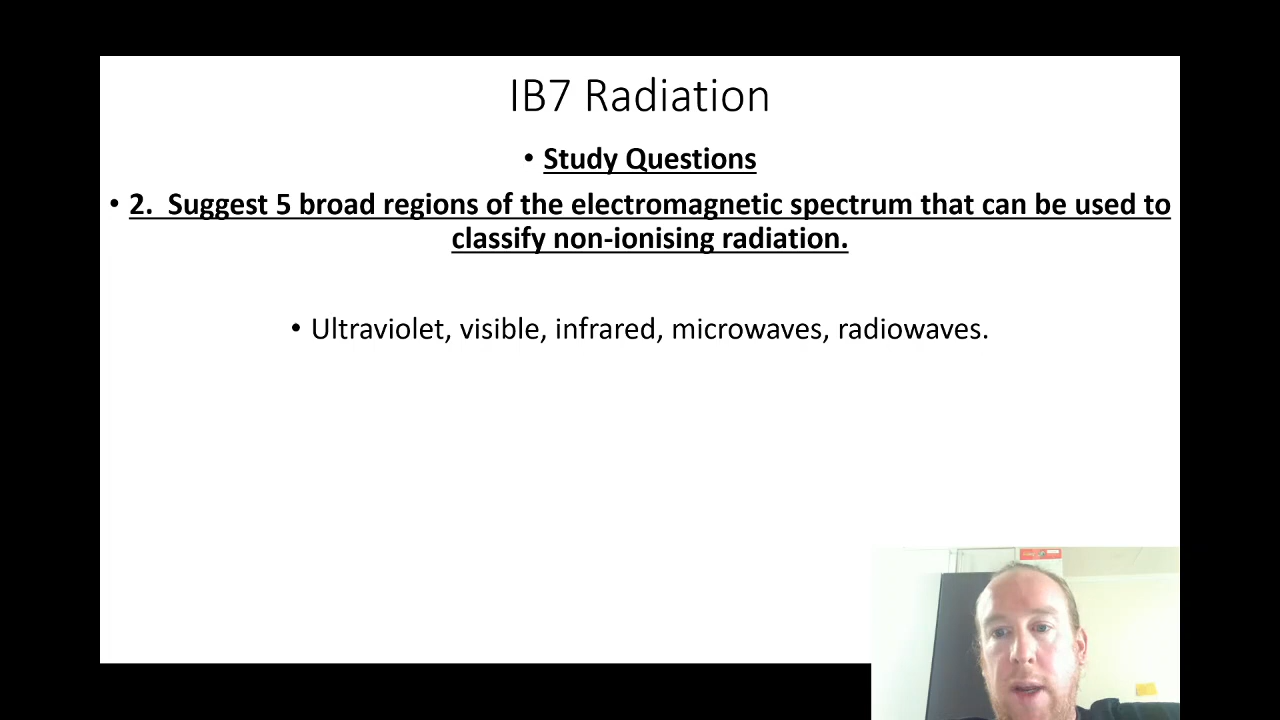 IB7 Radiation
• Study Questions
• 2. Suggest 5 broad regions of the electromagnetic spectrum that can be used to
classify non-ionising radiation.
• Ultraviolet, visible, infrared, microwaves, radiowaves.